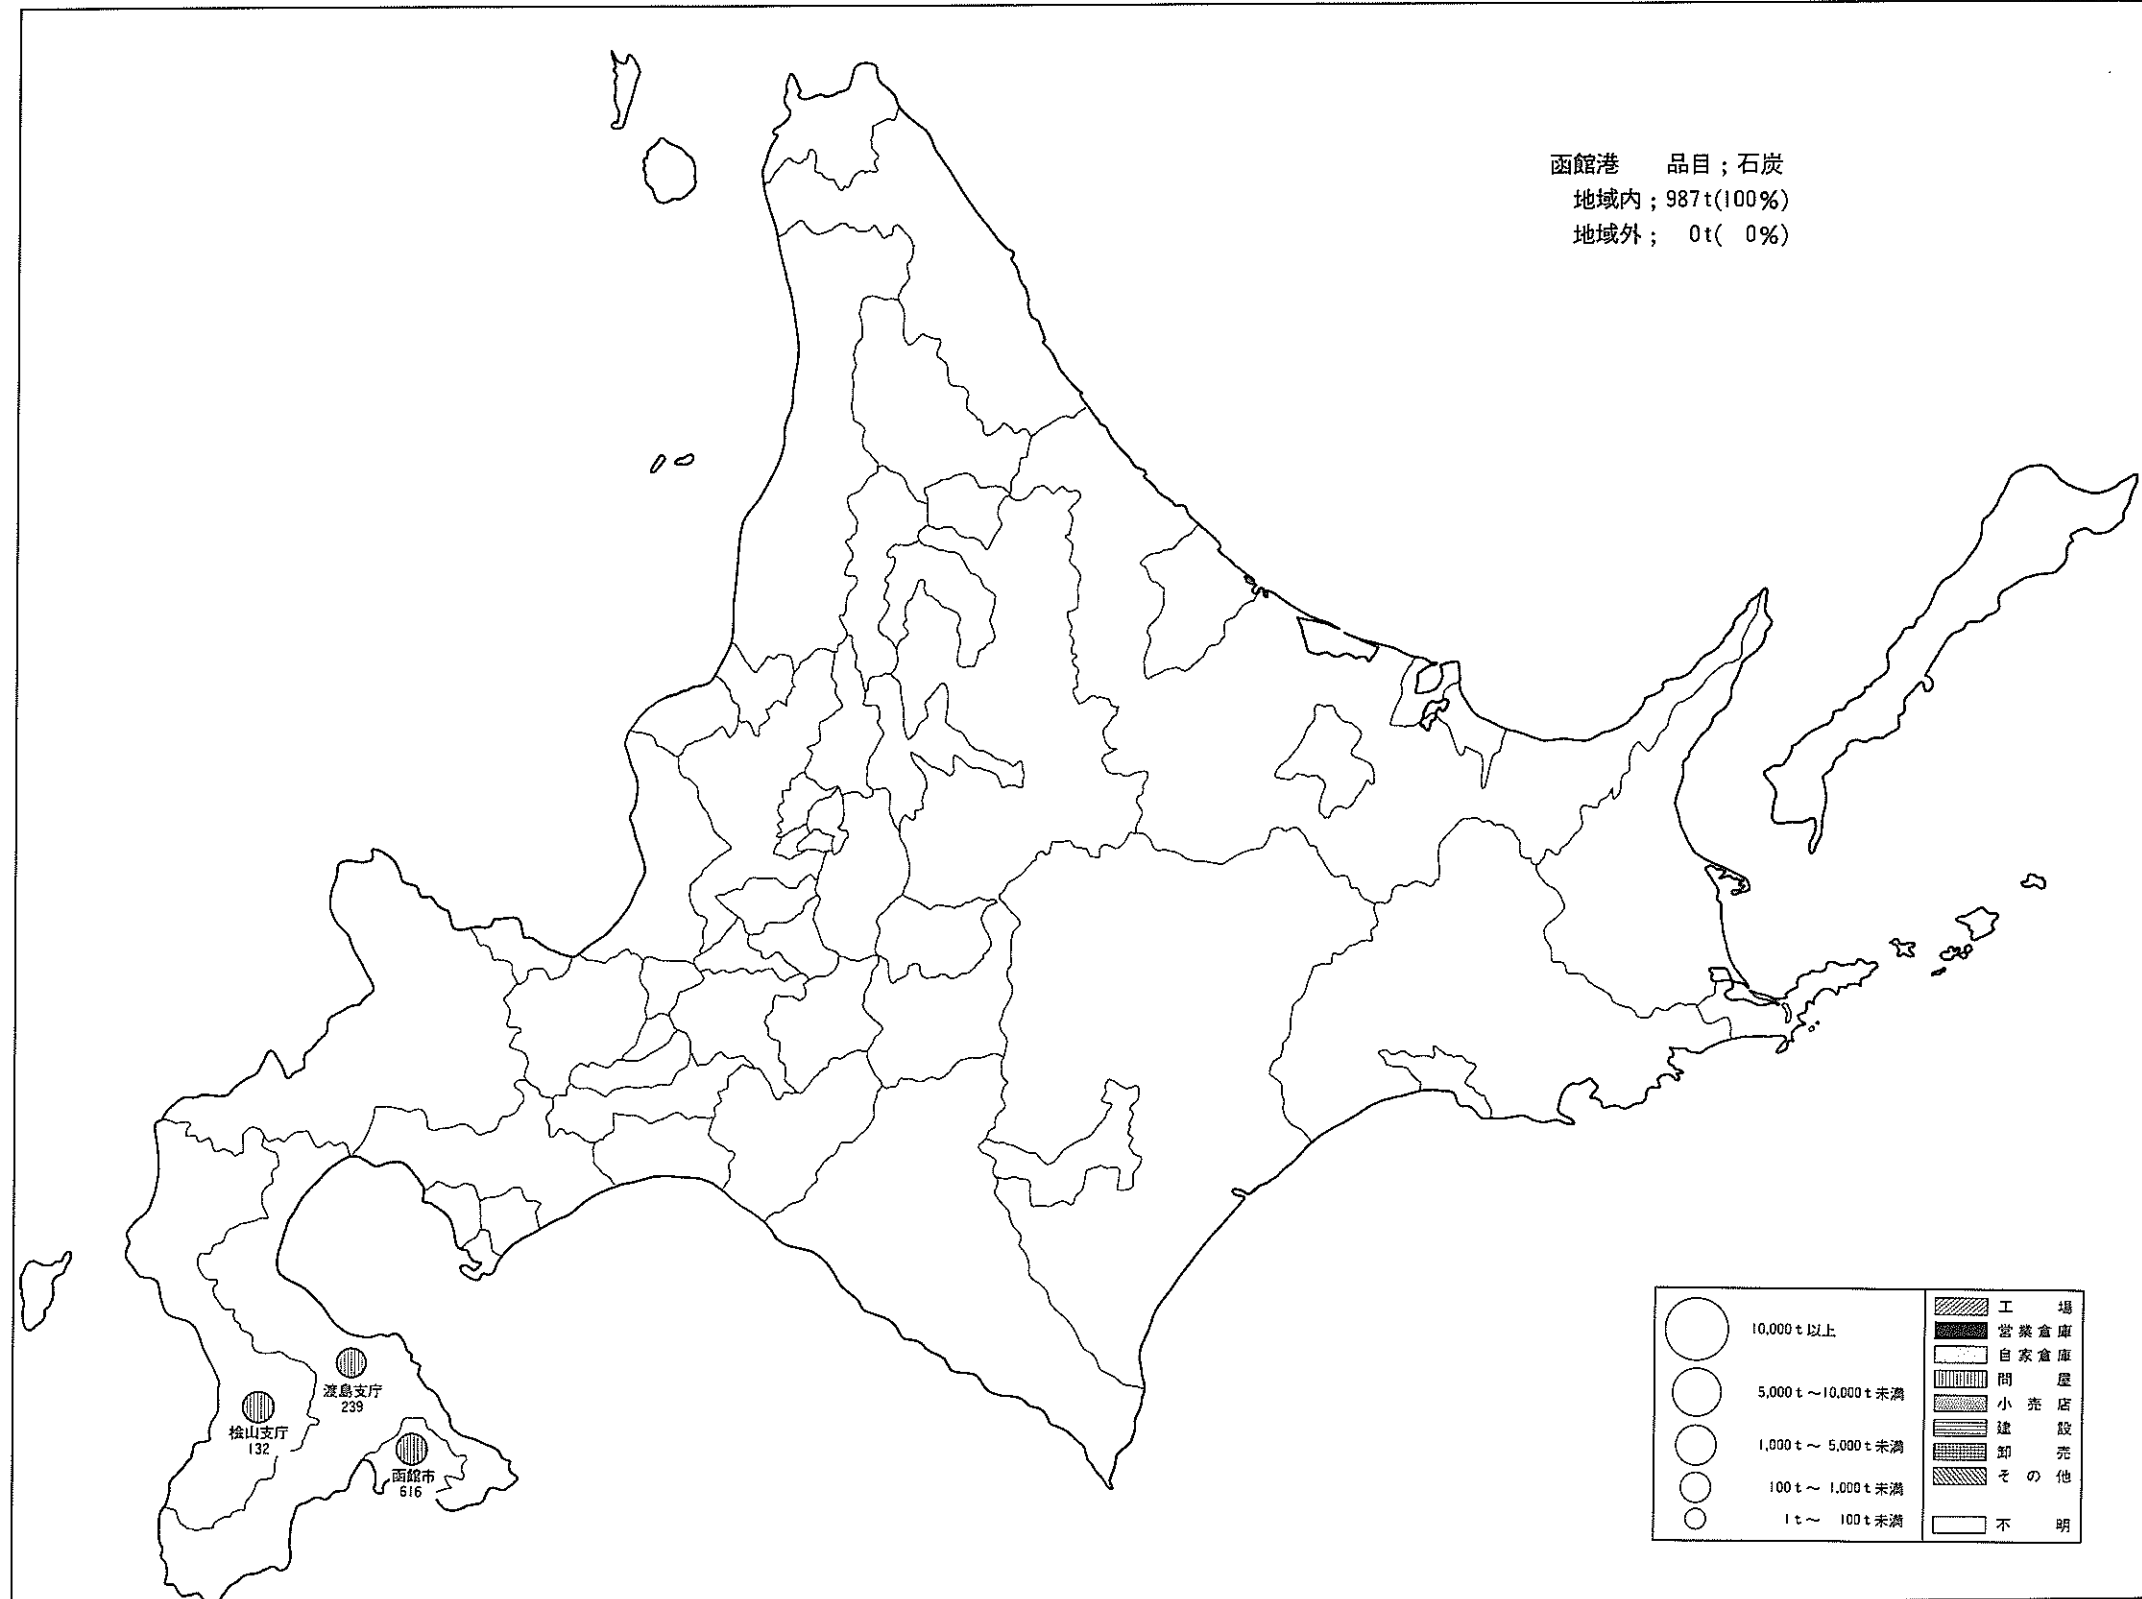 函館港 品目;石炭
地域内;987t(100%)
地域外; 0t( 0%)
渡島支庁
239
桧山支庁
132
函館市
616
10,000t以上
5,000t~10,000t未満
1,000t~ 5,000t未満
100t~ 1,000t未満
1t~ 100t未満
工場
営業倉庫
自家倉庫
問屋
小売店
建設
卸売
その他
不明